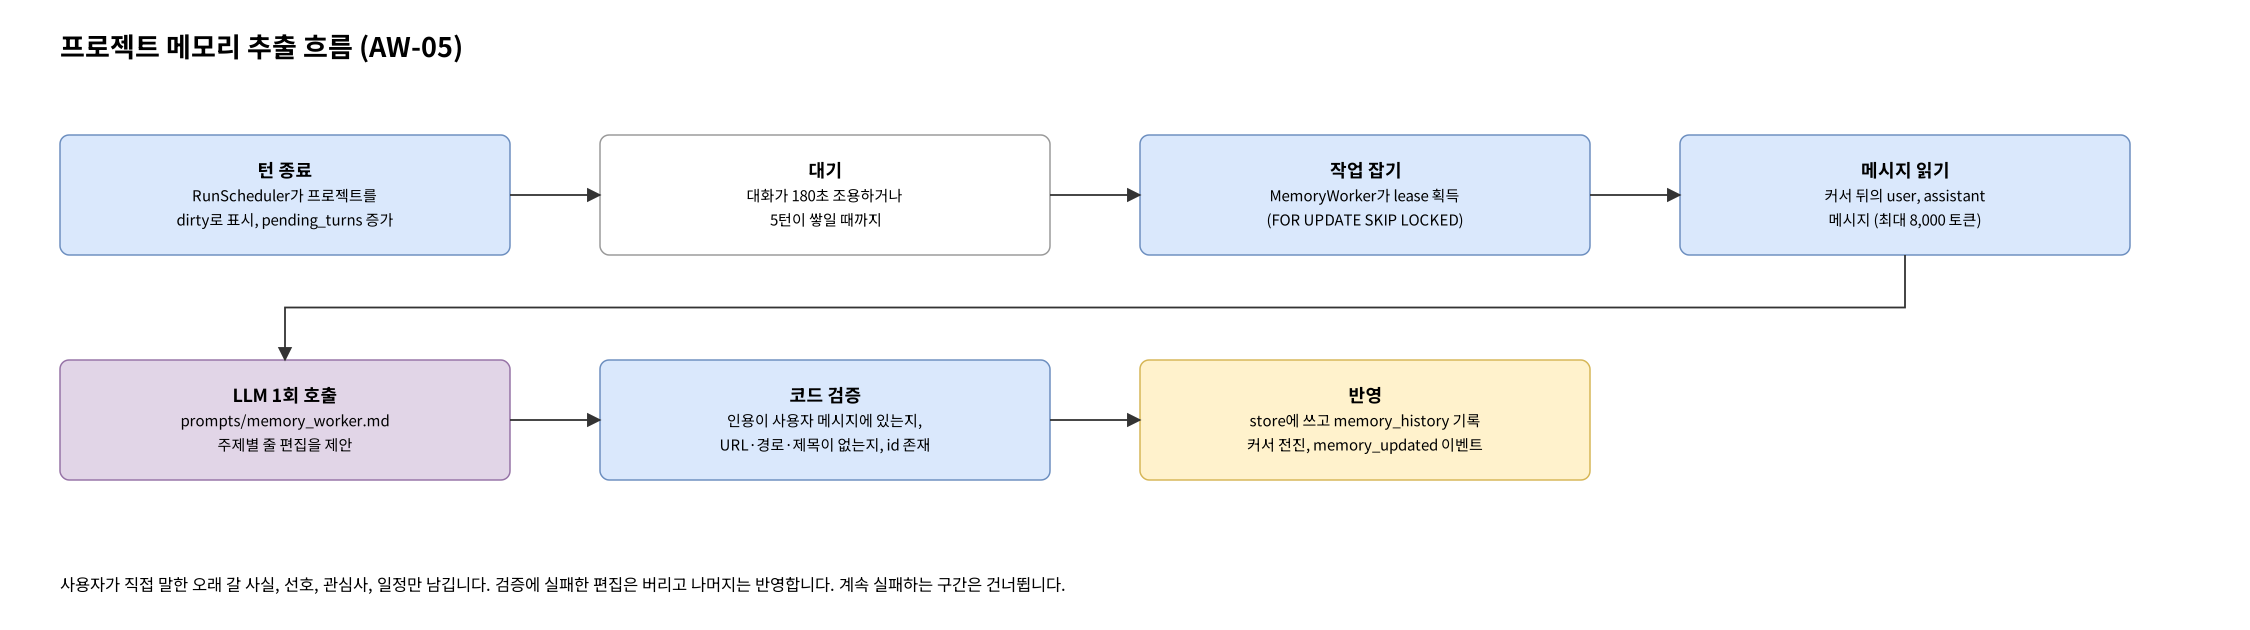 프로젝트 메모리 추출 흐름 (AW-05)
턴 종료
RunScheduler가 프로젝트를
dirty로 표시, pending_turns 증가
대기
대화가 180초 조용하거나
5턴이 쌓일 때까지
작업 잡기
MemoryWorker가 lease 획득
(FOR UPDATE SKIP LOCKED)
메시지 읽기
커서 뒤의 user, assistant
메시지 (최대 8,000 토큰)
LLM 1회 호출
prompts/memory_worker.md
주제별 줄 편집을 제안
코드 검증
인용이 사용자 메시지에 있는지,
URL·경로·제목이 없는지, id 존재
반영
store에 쓰고 memory_history 기록
커서 전진, memory_updated 이벤트
사용자가 직접 말한 오래 갈 사실, 선호, 관심사, 일정만 남깁니다. 검증에 실패한 편집은 버리고 나머지는 반영합니다. 계속 실패하는 구간은 건너뜁니다.